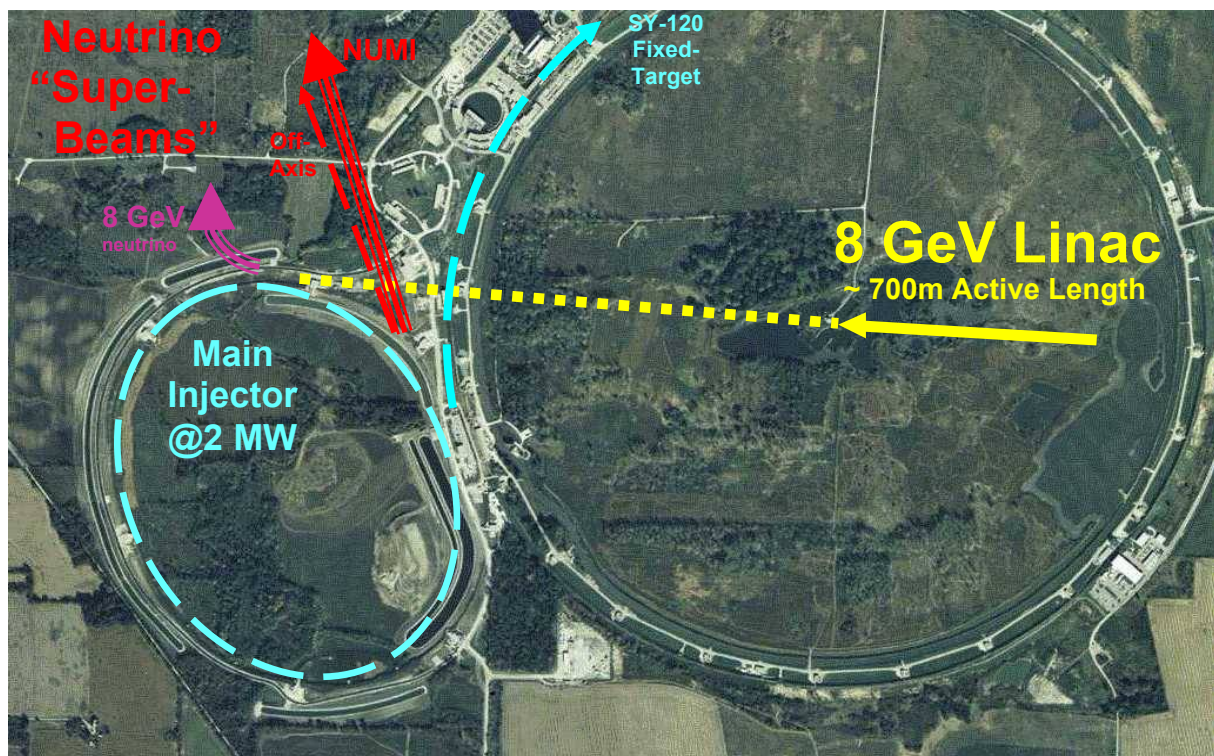 Neutrino
“Super-
Beams”
NUMI
Off-
Axis
SY-120
Fixed-
Target
8 GeV
neutrino
8 GeV Linac
~ 700m Active Length
Main
Injector
@2 MW